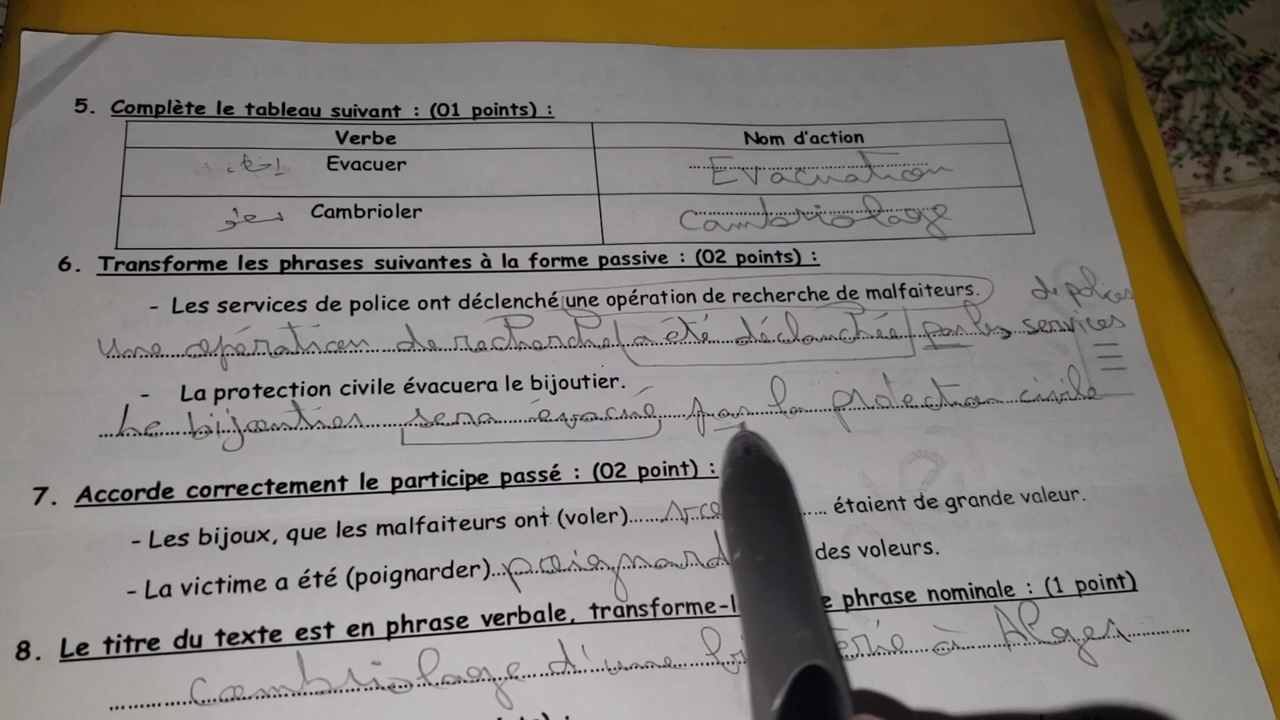 5. Complète le tableau suivant : (01 points) :
Verbe Nom d'action
Evacuer Evacuation
Cambrioler Cambriolage
6. Transforme les phrases suivantes à la forme passive : (02 points) :
- Les services de police ont déclenché une opération de recherche de malfaiteurs.
de polices
Une opération de recherche a été déclanchée par les services
- La protection civile évacuera le bijoutier.
Le bijoutier sera évacué par la protection civile
7. Accorde correctement le participe passé : (02 point) :
- Les bijoux, que les malfaiteurs ont (voler) étaient de grande valeur.
- La victime a été (poignarder) poignard des voleurs.
8. Le titre du texte est en phrase verbale, transforme-l phrase nominale : (1 point)
Cambriolage d'une à Alger